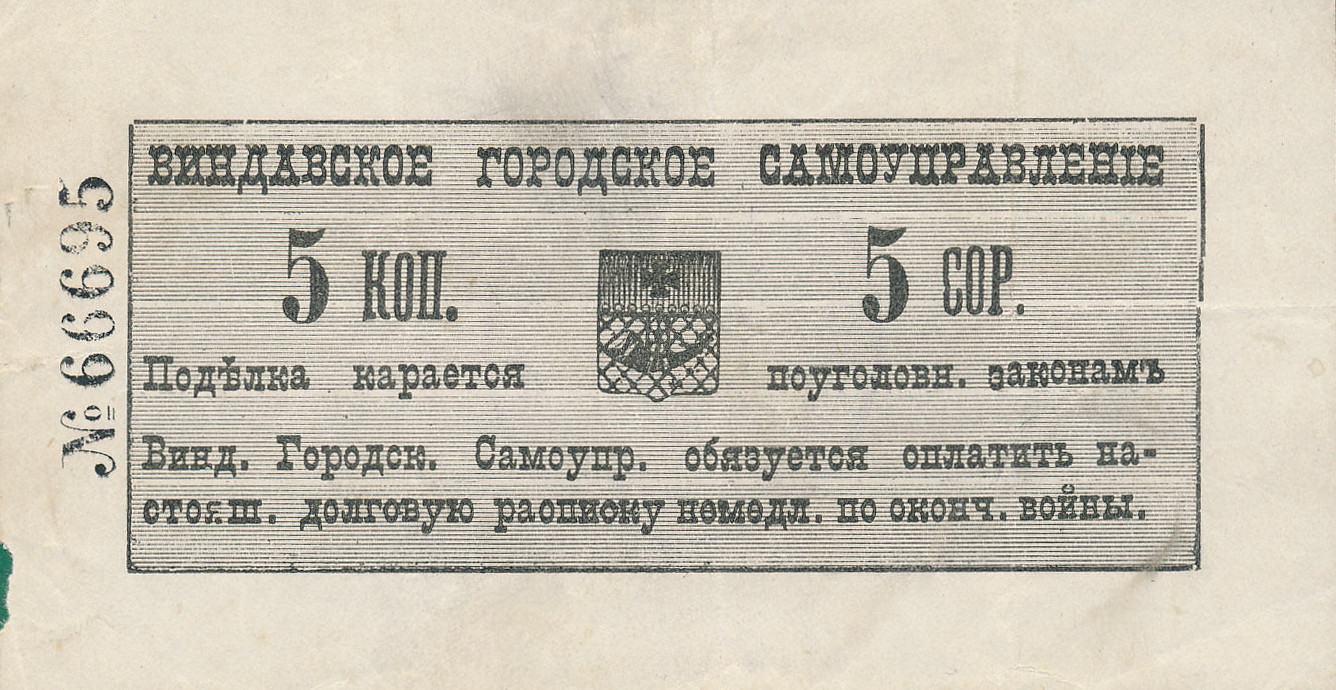 ВИНДАВСКОЕ ГОРОДСКОЕ САМОУПРАВЛЕНІЕ
5 КОП. 5 COP.
Подѣлка карается поуголовн. законамъ
Винд. Городск. Самоупр. обязуется оплатить на-
стоящ. долговую расписку немедл. по оконч. войны.
№ 66695